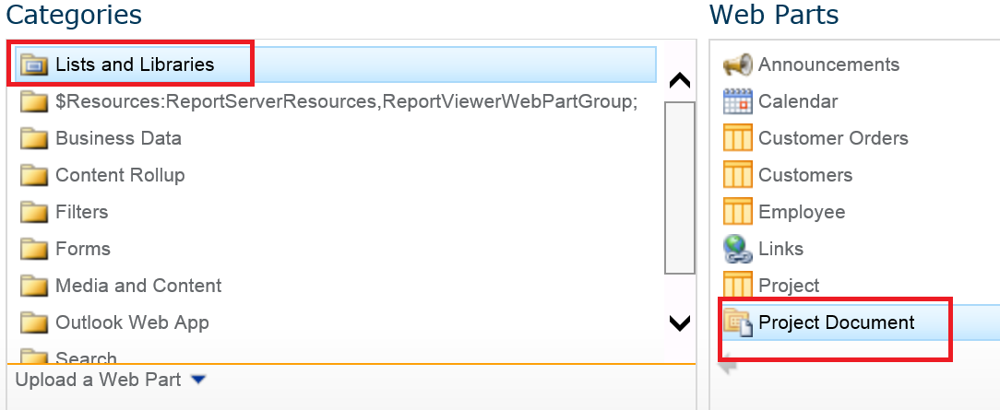 Categories
Lists and Libraries
$Resources:ReportServerResources,ReportViewerWebPartGroup;
Business Data
Content Rollup
Filters
Forms
Media and Content
Outlook Web App
Search
Upload a Web Part
Web Parts
Announcements
Calendar
Customer Orders
Customers
Employee
Links
Project
Project Document